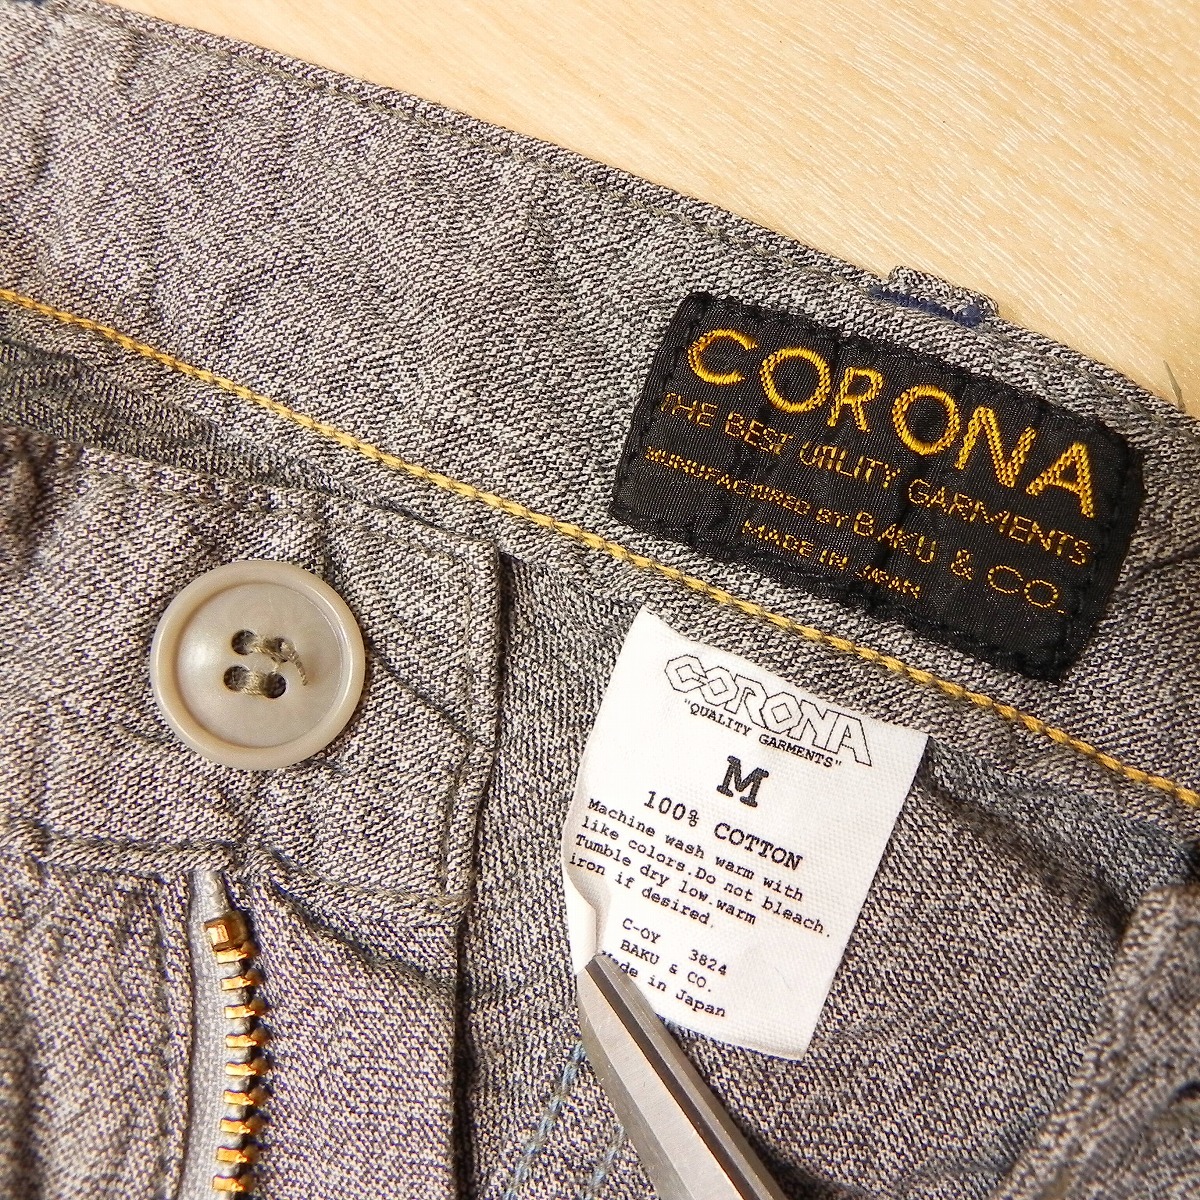 CORONA
THE BEST UTILITY GARMENTS
MUNUFACTURED BY BAKU & CO.
MADE IN JAPAN
CORONA
"QUALITY GARMENTS"
M
100% COTTON
Machine wash warm with
like colors.Do not bleach.
Tumble dry low.warm
iron if desired.
C-OY 3824
BAKU & CO.
Made in Japan